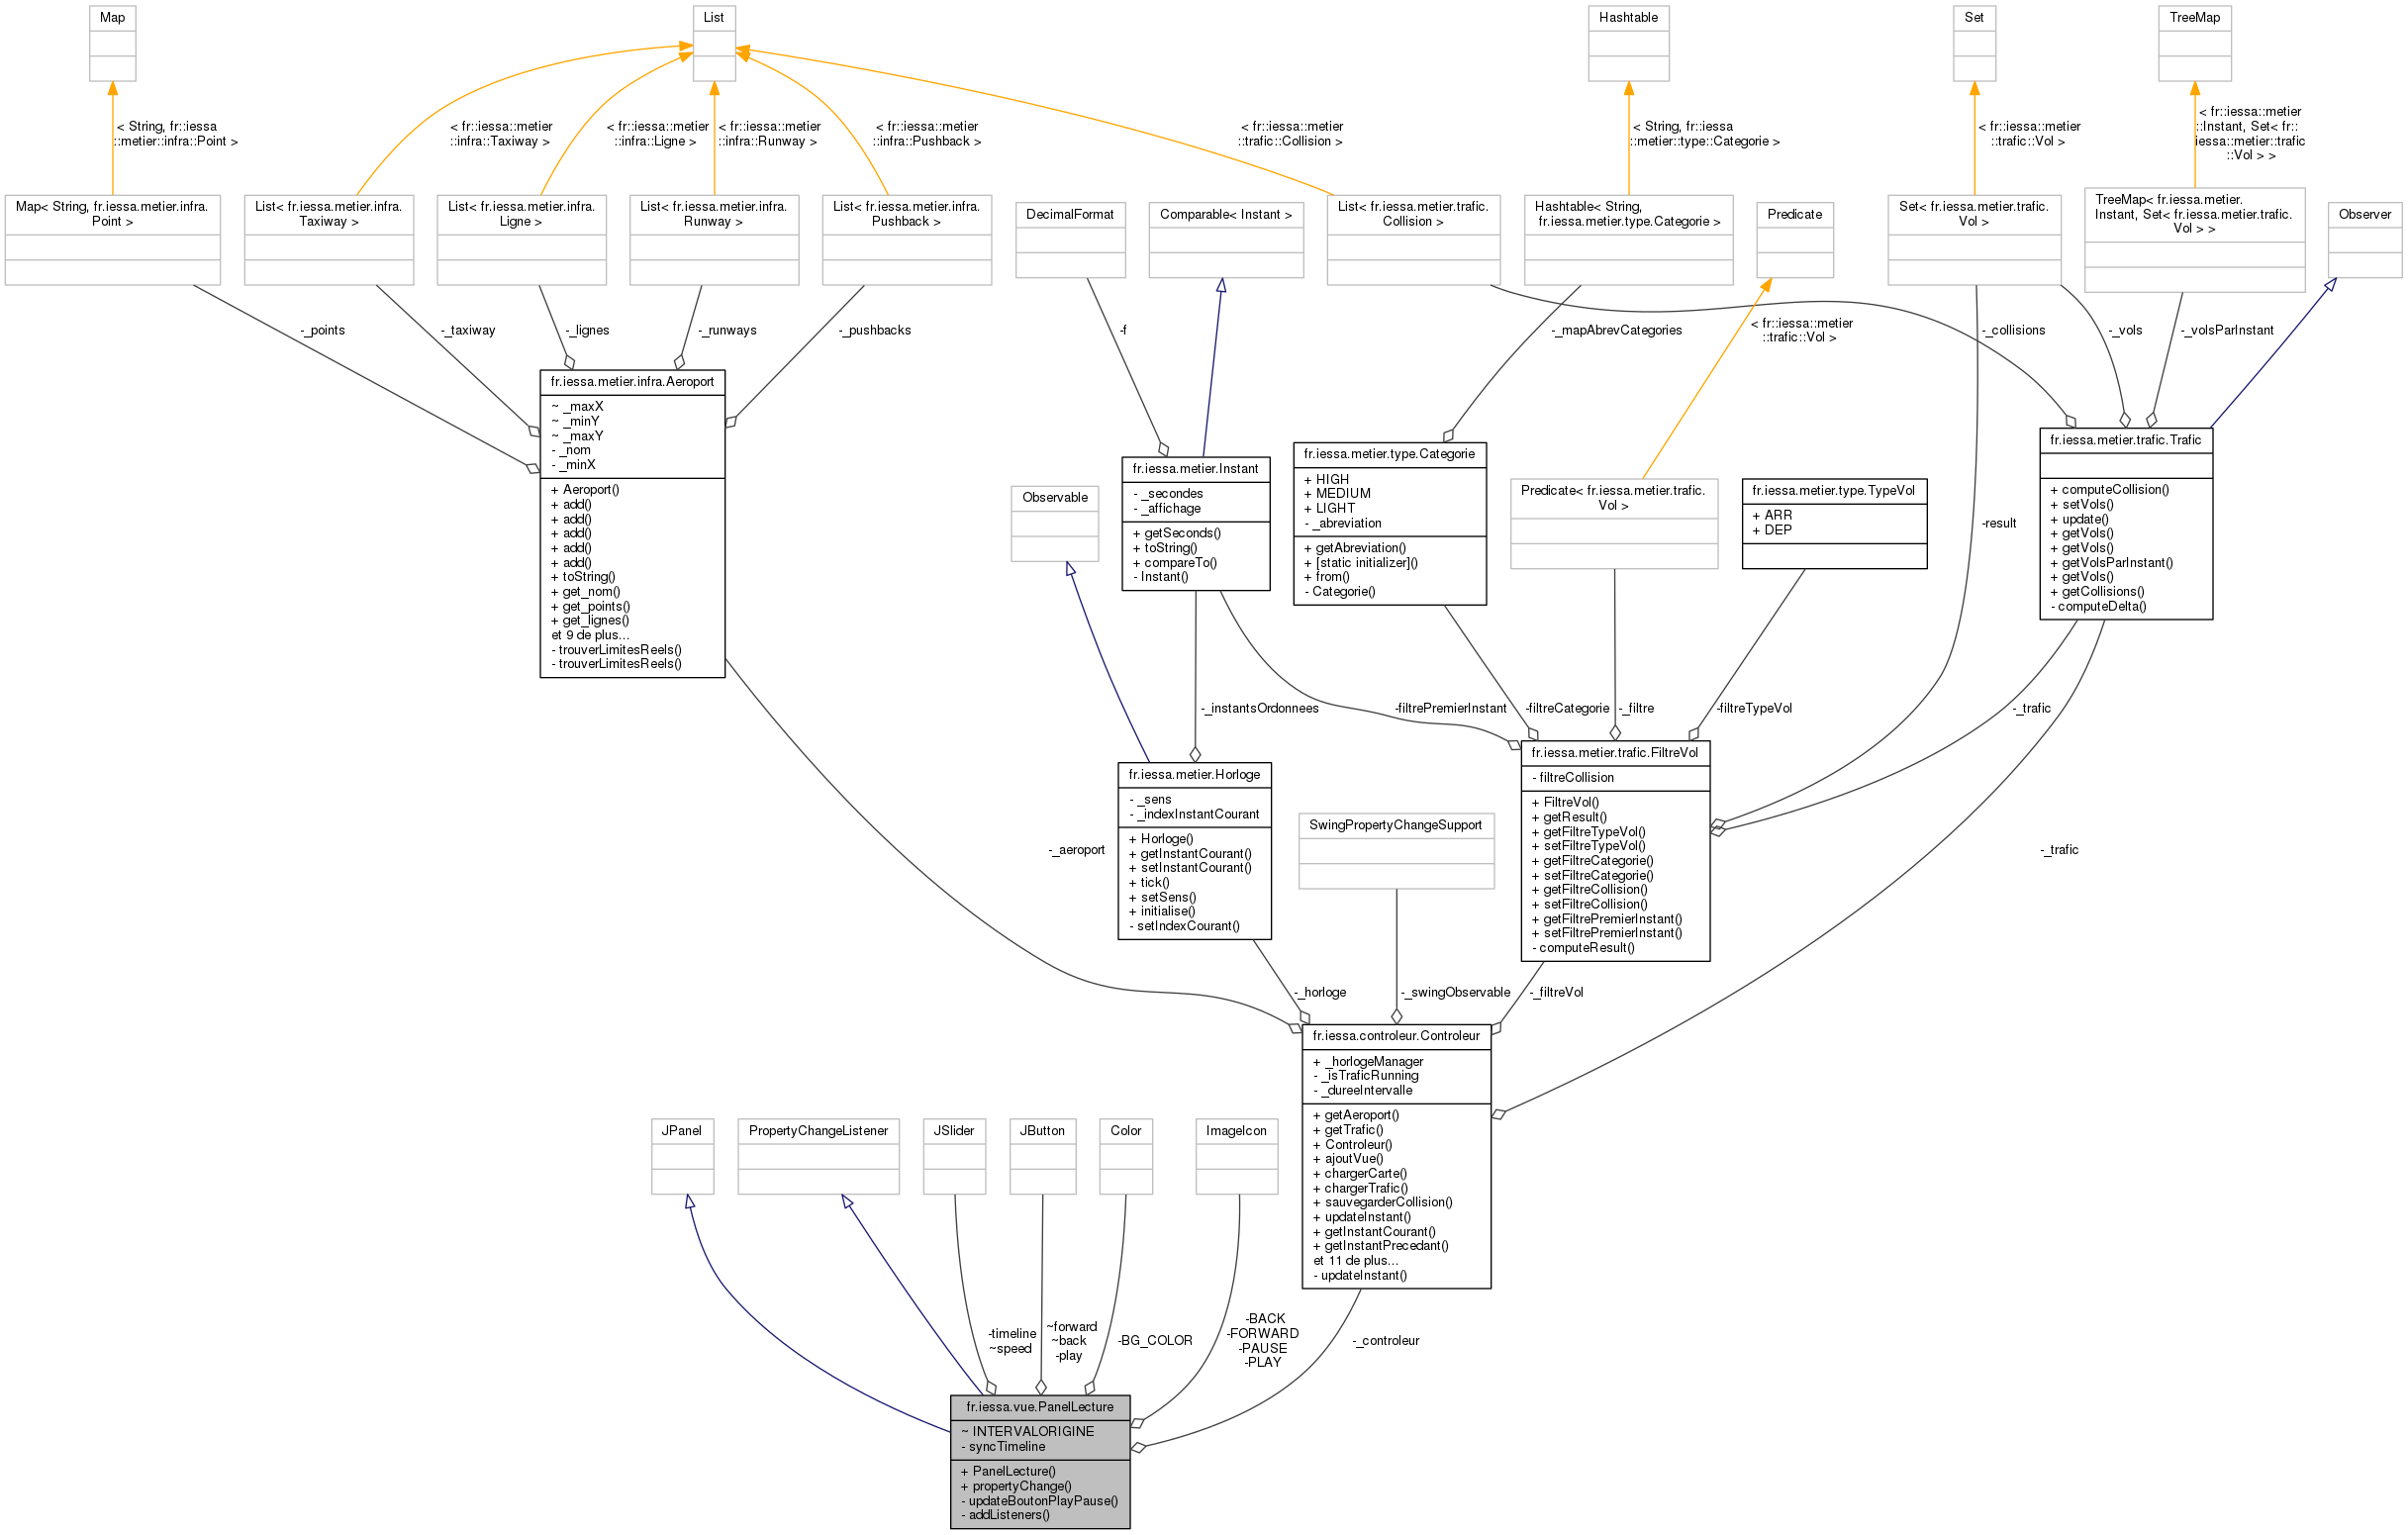 Map
List
Hashtable
Set
TreeMap
< String, fr::iessa
::metier::infra::Point >
< fr::iessa::metier
::infra::Taxiway >
< fr::iessa::metier
::infra::Ligne >
< fr::iessa::metier
::infra::Runway >
< fr::iessa::metier
::infra::Pushback >
< fr::iessa::metier
::trafic::Collision >
< String, fr::iessa
::metier::type::Categorie >
< fr::iessa::metier
::trafic::Vol >
< fr::iessa::metier
::Instant, Set< fr::
iessa::metier::trafic
::Vol > >
Map< String, fr.iessa.metier.infra.
Point >
List< fr.iessa.metier.infra.
Taxiway >
List< fr.iessa.metier.infra.
Ligne >
List< fr.iessa.metier.infra.
Runway >
List< fr.iessa.metier.infra.
Pushback >
DecimalFormat
Comparable< Instant >
List< fr.iessa.metier.trafic.
Collision >
Hashtable< String,
fr.iessa.metier.type.Categorie >
Predicate
Set< fr.iessa.metier.trafic.
Vol >
TreeMap< fr.iessa.metier.
Instant, Set< fr.iessa.metier.trafic.
Vol > >
Observer
-_points
-_taxiway
-_lignes
-_runways
-_pushbacks
-f
-_mapAbrevCategories
< fr::iessa::metier
::trafic::Vol >
-_collisions
-_vols
-_volsParInstant
fr.iessa.metier.infra.Aeroport
~ _maxX
~ _minY
~ _maxY
- _nom
- _minX
+ Aeroport()
+ add()
+ add()
+ add()
+ add()
+ add()
+ toString()
+ get_nom()
+ get_points()
+ get_lignes()
et 9 de plus...
- trouverLimitesReels()
- trouverLimitesReels()
Observable
fr.iessa.metier.Instant
- _secondes
- _affichage
+ getSeconds()
+ toString()
+ compareTo()
- Instant()
fr.iessa.metier.type.Categorie
+ HIGH
+ MEDIUM
+ LIGHT
- _abreviation
+ getAbreviation()
+ [static initializer]()
+ from()
- Categorie()
Predicate< fr.iessa.metier.trafic.
Vol >
fr.iessa.metier.type.TypeVol
+ ARR
+ DEP
-result
fr.iessa.metier.trafic.Trafic
+ computeCollision()
+ setVols()
+ update()
+ getVols()
+ getVols()
+ getVolsParInstant()
+ getVols()
+ getCollisions()
- computeDelta()
-_instantsOrdonnees
-filtrePremierInstant
-filtreCategorie
-_filtre
-filtreTypeVol
-_trafic
fr.iessa.metier.Horloge
- _sens
- _indexInstantCourant
+ Horloge()
+ getInstantCourant()
+ setInstantCourant()
+ tick()
+ setSens()
+ initialise()
- setIndexCourant()
SwingPropertyChangeSupport
fr.iessa.metier.trafic.FiltreVol
- filtreCollision
+ FiltreVol()
+ getResult()
+ getFiltreTypeVol()
+ setFiltreTypeVol()
+ getFiltreCategorie()
+ setFiltreCategorie()
+ getFiltreCollision()
+ setFiltreCollision()
+ getFiltrePremierInstant()
+ setFiltrePremierInstant()
- computeResult()
-_aeroport
-_trafic
-_horloge
-_swingObservable
-_filtreVol
fr.iessa.controleur.Controleur
+ _horlogeManager
- _isTraficRunning
- _dureeIntervalle
+ getAeroport()
+ getTrafic()
+ Controleur()
+ ajoutVue()
+ chargerCarte()
+ chargerTrafic()
+ sauvegarderCollision()
+ updateInstant()
+ getInstantCourant()
+ getInstantPrecedant()
et 11 de plus...
- updateInstant()
JPanel
PropertyChangeListener
JSlider
JButton
Color
ImageIcon
-timeline
~speed
~forward
~back
-play
-BG_COLOR
-BACK
-FORWARD
-PAUSE
-PLAY
-_controleur
fr.iessa.vue.PanelLecture
~ INTERVALORIGINE
- syncTimeline
+ PanelLecture()
+ propertyChange()
- updateBoutonPlayPause()
- addListeners()